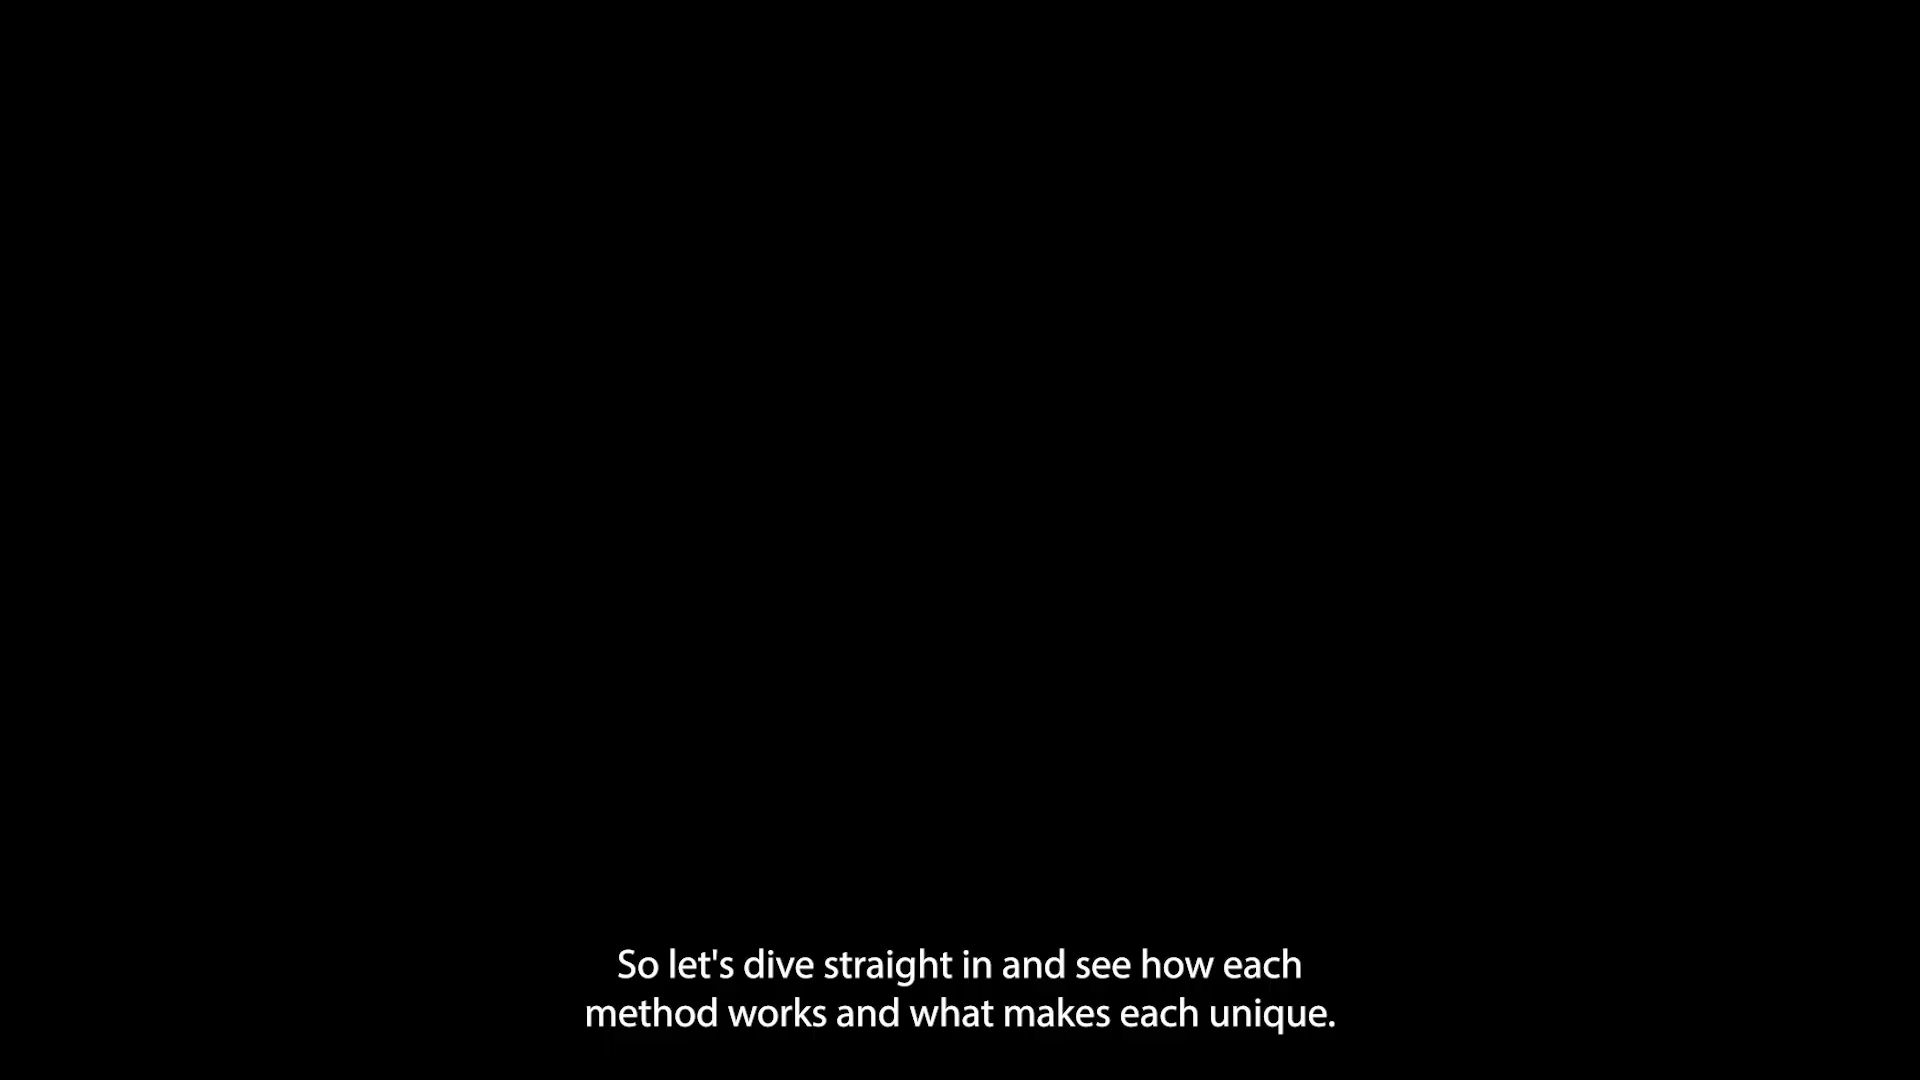 So let's dive straight in and see how each
method works and what makes each unique.